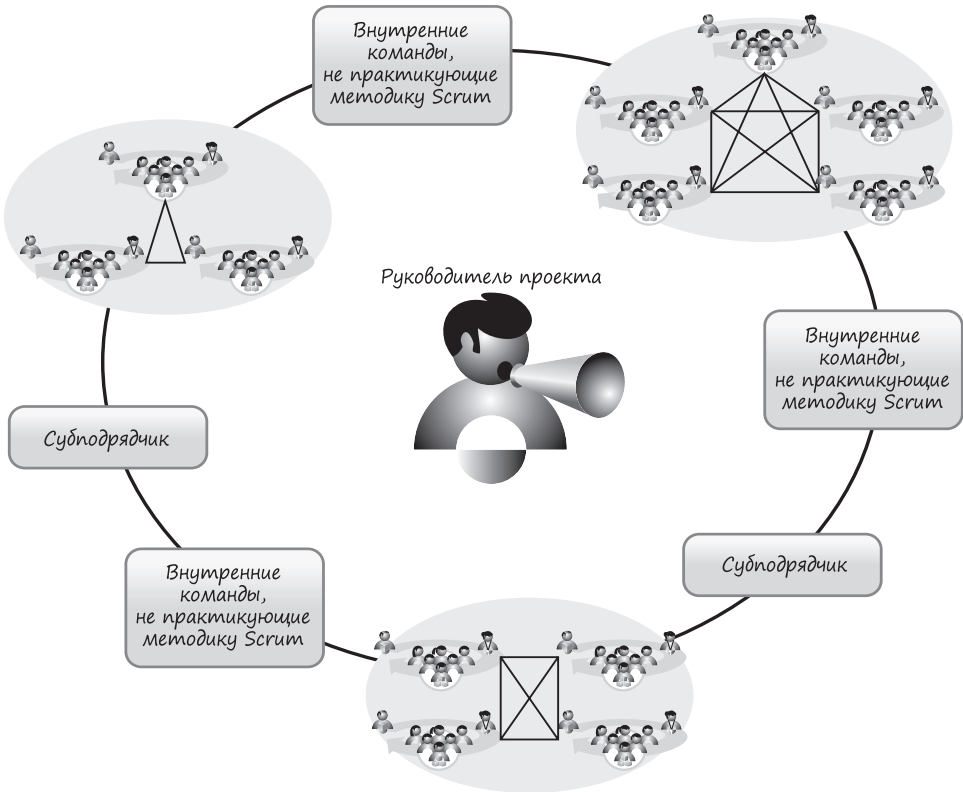 Внутренние
команды,
не практикующие
методику Scrum
Руководитель проекта
Внутренние
команды,
не практикующие
методику Scrum
Субподрядчик
Субподрядчик
Внутренние
команды,
не практикующие
методику Scrum